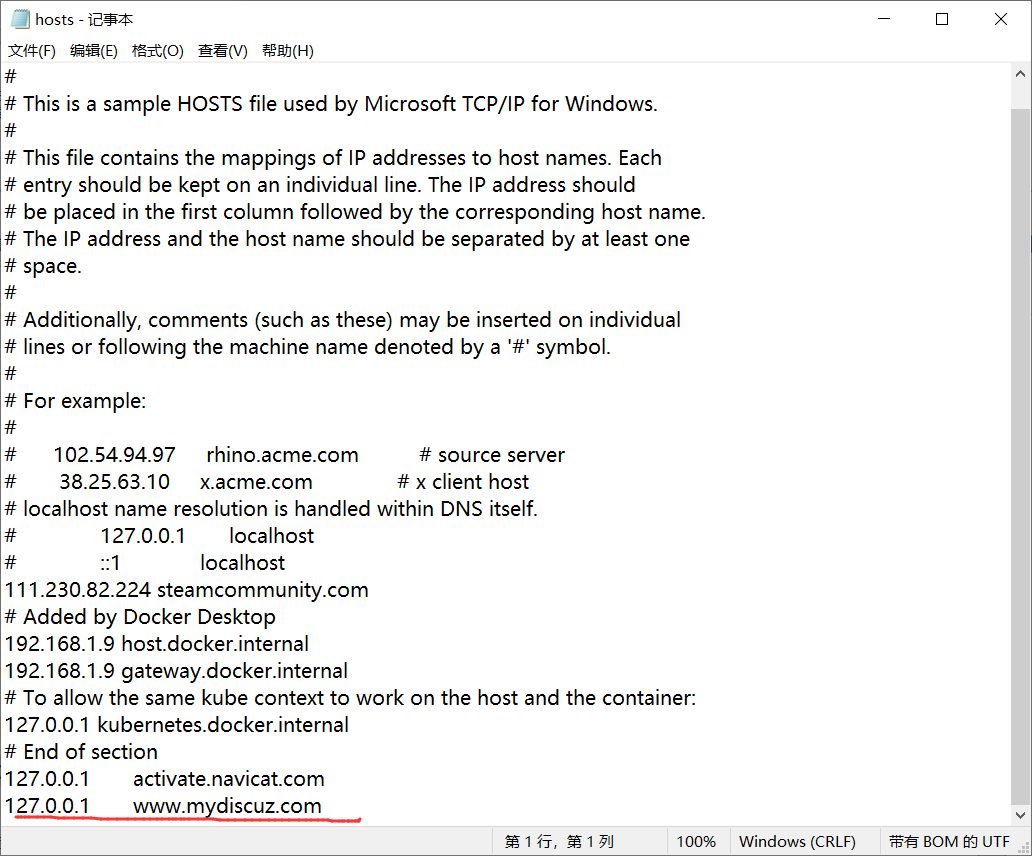 hosts - 记事本
文件(F) 编辑(E) 格式(O) 查看(V) 帮助(H)
#
# This is a sample HOSTS file used by Microsoft TCP/IP for Windows.
#
# This file contains the mappings of IP addresses to host names. Each
# entry should be kept on an individual line. The IP address should
# be placed in the first column followed by the corresponding host name.
# The IP address and the host name should be separated by at least one
# space.
#
# Additionally, comments (such as these) may be inserted on individual
# lines or following the machine name denoted by a '#' symbol.
#
# For example:
#
#      102.54.94.97     rhino.acme.com          # source server
#       38.25.63.10     x.acme.com              # x client host
# localhost name resolution is handled within DNS itself.
#              127.0.0.1       localhost
#              ::1             localhost
111.230.82.224 steamcommunity.com
# Added by Docker Desktop
192.168.1.9 host.docker.internal
192.168.1.9 gateway.docker.internal
# To allow the same kube context to work on the host and the container:
127.0.0.1 kubernetes.docker.internal
# End of section
127.0.0.1       activate.navicat.com
127.0.0.1       www.mydiscuz.com
第 1 行，第 1 列 100% Windows (CRLF) 带有 BOM 的 UTF